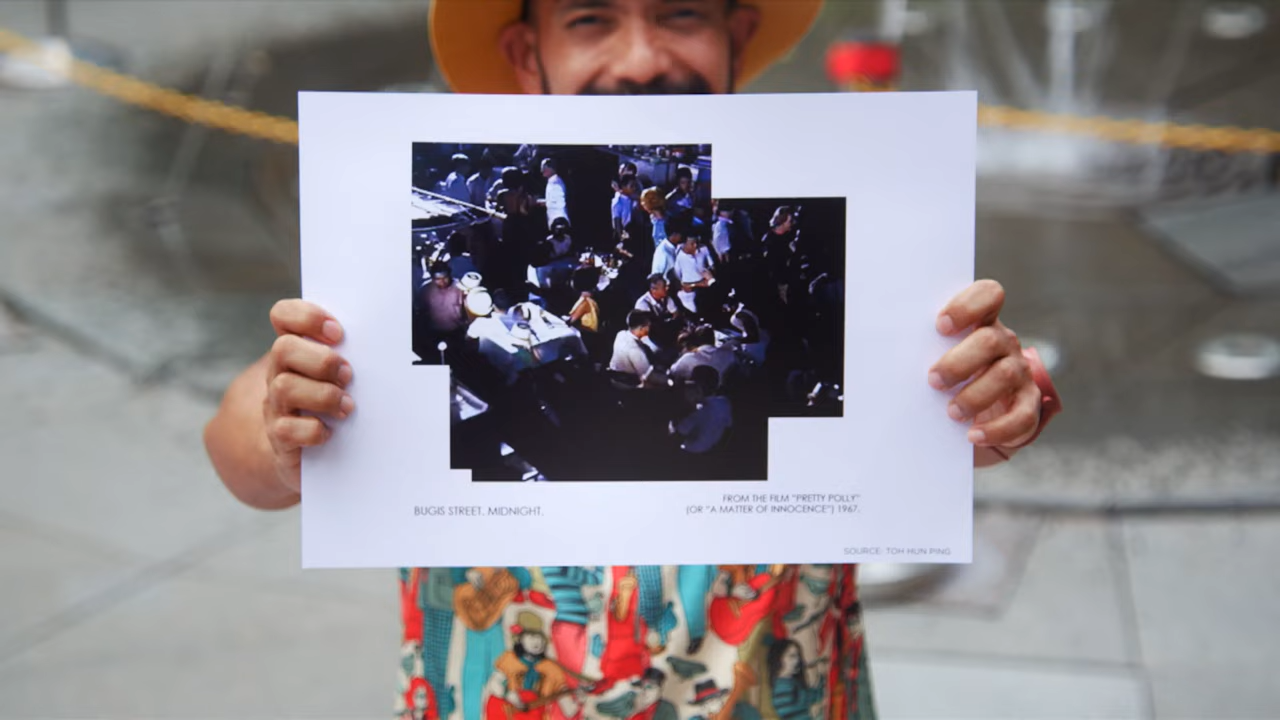 BUGIS STREET. MIDNIGHT.
FROM THE FILM "PRETTY POLLY"
(OR "A MATTER OF INNOCENCE") 1967.
SOURCE: TOH HUN PING